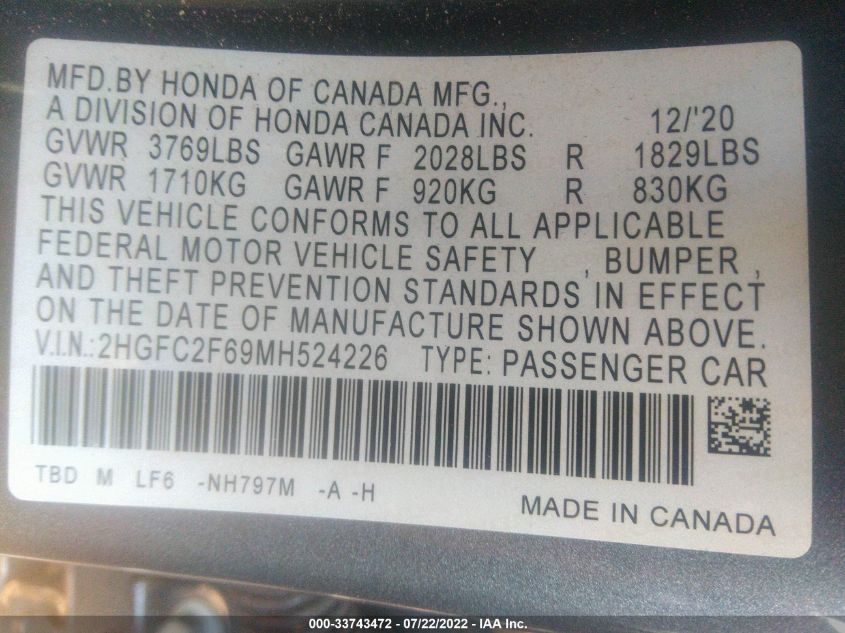 MFD.BY HONDA OF CANADA MFG.,
A DIVISION OF HONDA CANADA INC. 12/'20
GVWR 3769LBS GAWR F 2028LBS R 1829LBS
GVWR 1710KG GAWR F 920KG R 830KG
THIS VEHICLE CONFORMS TO ALL APPLICABLE
FEDERAL MOTOR VEHICLE SAFETY , BUMPER ,
AND THEFT PREVENTION STANDARDS IN EFFECT
ON THE DATE OF MANUFACTURE SHOWN ABOVE.
V.I.N.:2HGFC2F69MH524226 TYPE: PASSENGER CAR
TBD M LF6 -NH797M -A -H
MADE IN CANADA
000-33743472 - 07/22/2022 - IAA Inc.